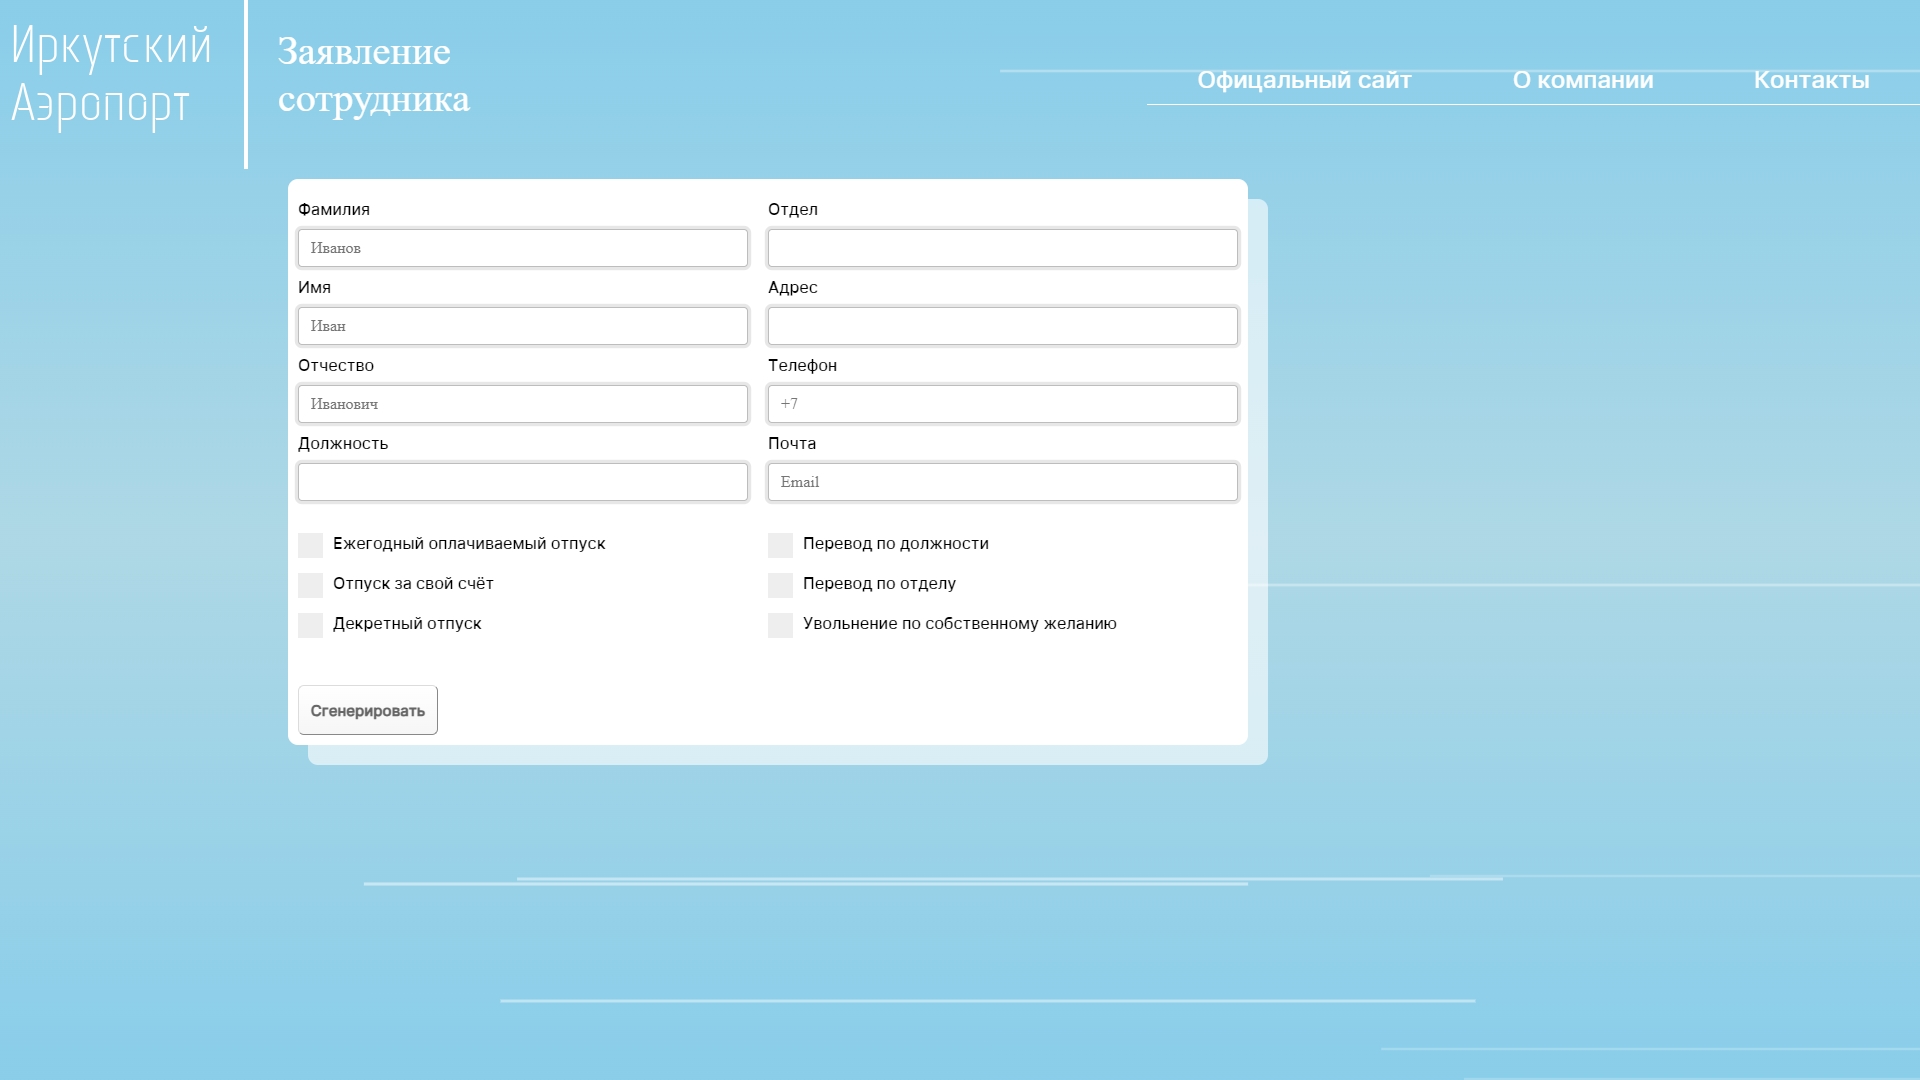 Иркутский
Аэропорт
Заявление
сотрудника
Офицальный сайт
О компании
Контакты
Фамилия
Иванов
Отдел
Имя
Иван
Адрес
Отчество
Иванович
Телефон
+7
Должность
Почта
Email
Ежегодный оплачиваемый отпуск
Перевод по должности
Отпуск за свой счёт
Перевод по отделу
Декретный отпуск
Увольнение по собственному желанию
Сгенерировать